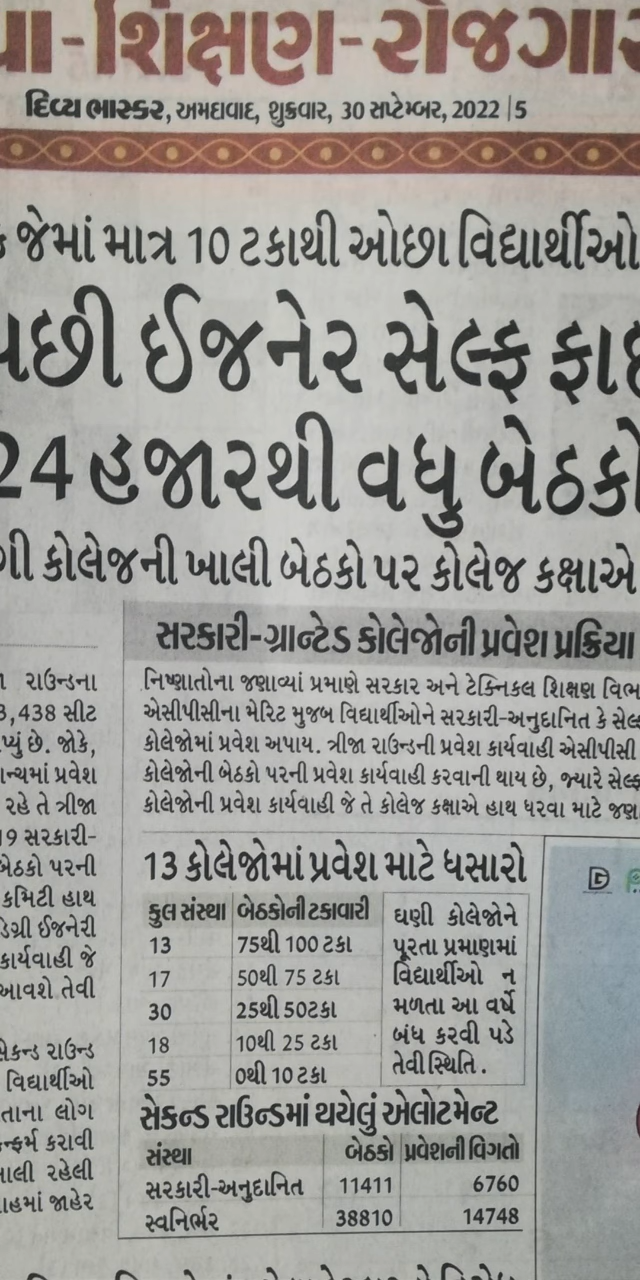 -શિક્ષણ-રોજગાર
દિવ્ય ભાસ્કર, અમદાવાદ, શુક્રવાર, 30 સપ્ટેમ્બર, 2022 | 5
જેમાં માત્ર 10 ટકાથી ઓછા વિદ્યાર્થીઓ
પછી ઈજનેર સેલ્ફ
24 હજારથી વધુ બેઠકો
કોલેજની ખાલી બેઠકો પર કોલેજ કક્ષાએ
રાઉન્ડના
3,438 સીટ
છે. જોકે,
પ્રવેશ
રહે તે ત્રીજા
સરકારી-
બેઠકો પરની
કમિટી હાથ
ડિગ્રી ઈજનેરી
કાર્યવાહી જે
આવશે તેવી
સેકન્ડ રાઉન્ડ
વિદ્યાર્થીઓ
લોગ
કરાવી
ખાલી રહેલી
જાહેર
સરકારી-ગ્રાન્ટેડ કોલેજોની પ્રવેશ પ્રક્રિયા
નિષ્ણાતોના જણાવ્યાં પ્રમાણે સરકાર અને ટેક્નિકલ શિક્ષણ
એસીપીસીના મેરિટ મુજબ વિદ્યાર્થીઓને સરકારી-અનુદાનિત કે
કોલેજોમાં પ્રવેશ અપાય. ત્રીજા રાઉન્ડની પ્રવેશ કાર્યવાહી એસીપીસી
કોલેજોની બેઠકો પરની પ્રવેશ કાર્યવાહી કરવાની થાય છે, જ્યારે
કોલેજોની પ્રવેશ કાર્યવાહી જે તે કોલેજ કક્ષાએ હાથ ધરવા માટે
13 કોલેજોમાં પ્રવેશ માટે ધસારો
કુલ સંસ્થા બેઠકોની ટકાવારી
13 75થી 100 ટકા
17 50થી 75 ટકા
30 25થી 50ટકા
18 10થી 25 ટકા
55 0થી 10 ટકા
ઘણી કોલેજોને
પૂરતા પ્રમાણમાં
વિદ્યાર્થીઓ ન
મળતા આ વર્ષે
બંધ કરવી પડે
તેવી સ્થિતિ.
સેકન્ડ રાઉન્ડમાં થયેલું એલોટમેન્ટ
સંસ્થા બેઠકો પ્રવેશની વિગતો
સરકારી-અનુદાનિત 11411 6760
સ્વનિર્ભર 38810 14748